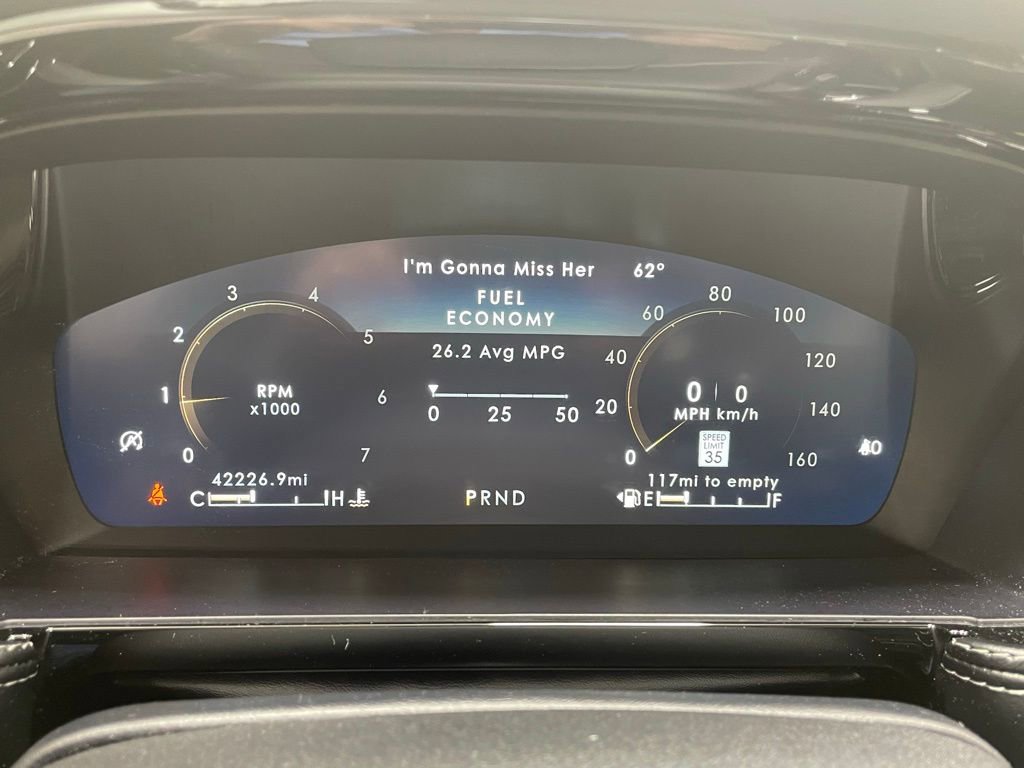 I'm Gonna Miss Her 62°
FUEL
ECONOMY
26.2 Avg MPG
0 25 50
0 1 2 3 4 5 6 7
RPM
x1000
0 20 40 60 80 100 120 140 160
0 0
MPH km/h
SPEED
LIMIT
35
42226.9mi
C H
PRND
117mi to empty
E F